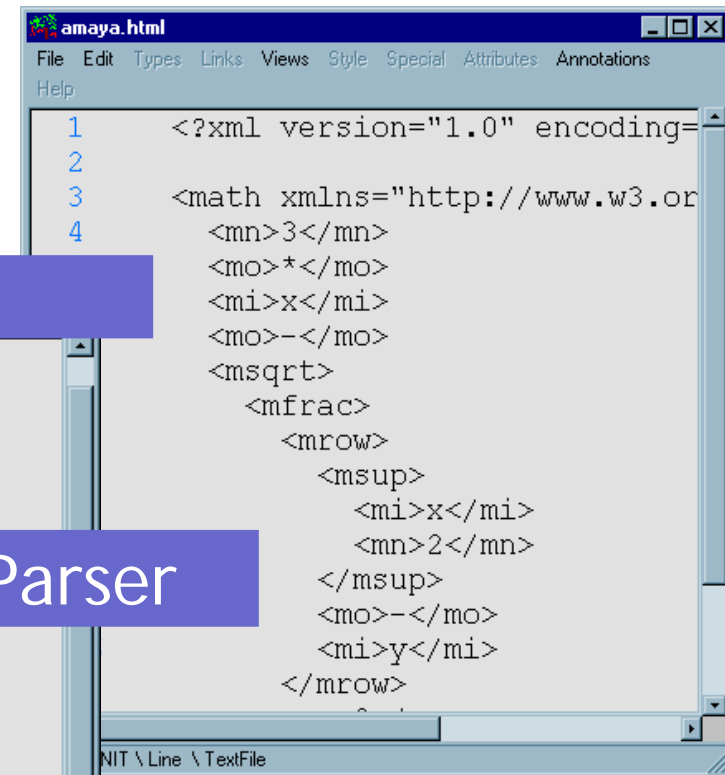 amaya.html
File Edit Types Links Views Style Special Attributes Annotations
Help
1 <?xml version="1.0" encoding=
2
3 <math xmlns="http://www.w3.or
4 <mn>3</mn>
<mo>*</mo>
<mi>x</mi>
<mo>-</mo>
<msqrt>
<mfrac>
<mrow>
<msup>
<mi>x</mi>
<mn>2</mn>
</msup>
Parser
<mo>-</mo>
<mi>y</mi>
</mrow>
NIT \ Line \ TextFile